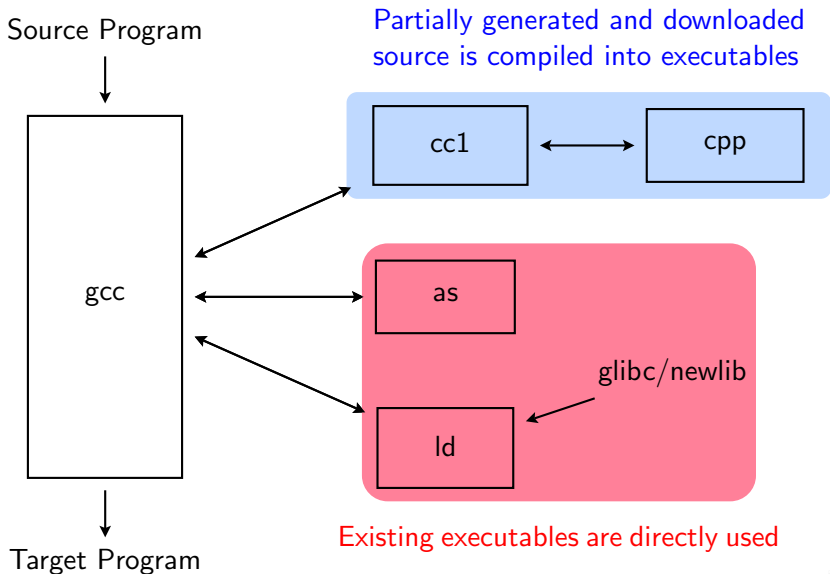 Source Program
Partially generated and downloaded
source is compiled into executables
cc1
cpp
gcc
as
glibc/newlib
ld
Existing executables are directly used
Target Program